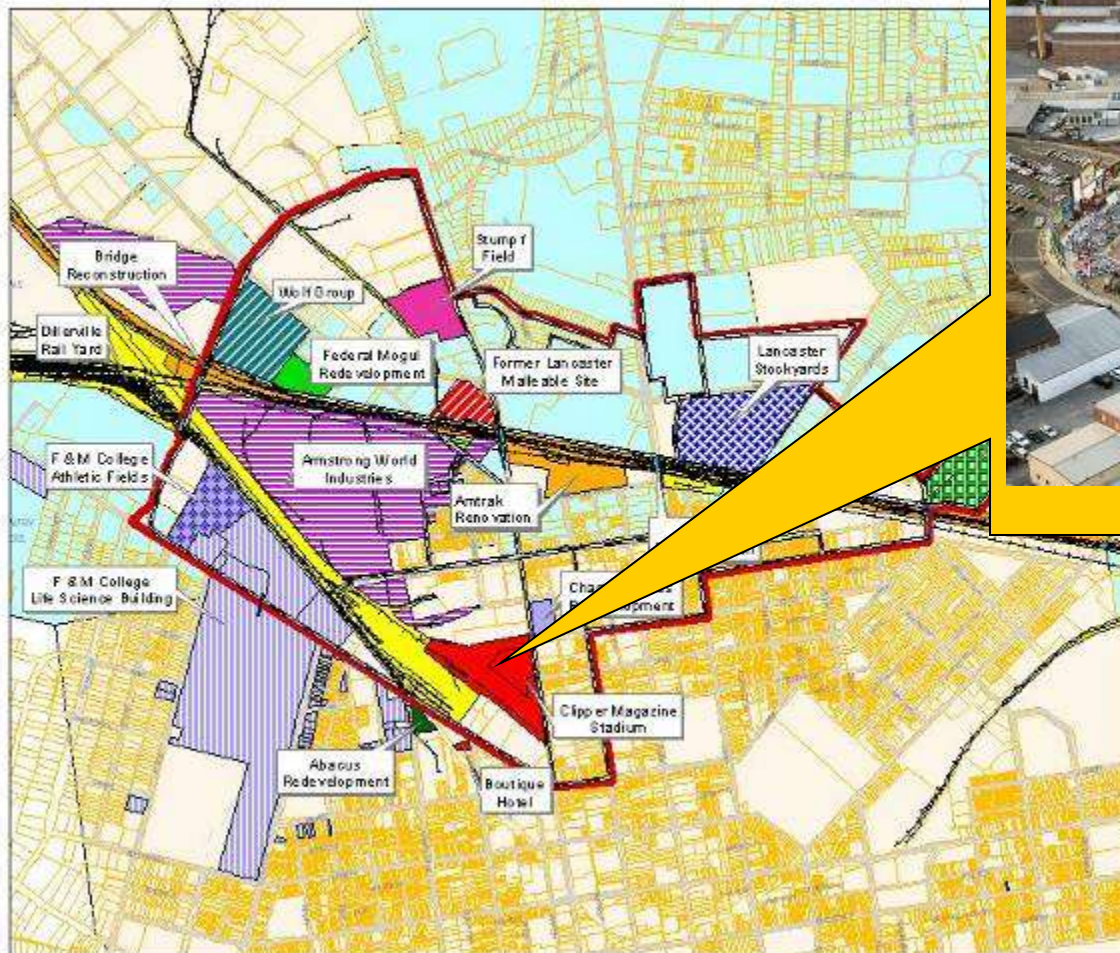 Stumpf
Field
Bridge
Reconstruction
Wolf Group
Dillerville
Rail Yard
Federal Mogul
Redevelopment
Former Lancaster
Malleable Site
Lancaster
Stockyards
F & M College
Athletic Fields
Armstrong World
Industries
Amtrak
Renovation
F & M College
Life Science Building
Clipper Magazine
Stadium
Abacus
Redevelopment
Boutique
Hotel